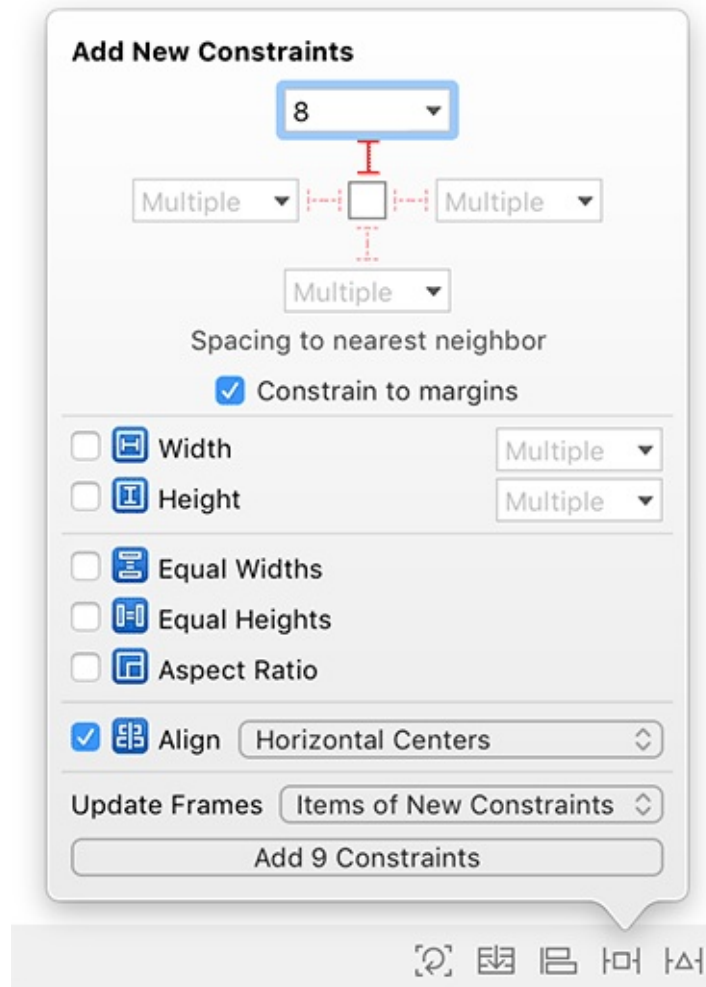 Add New Constraints
8
Multiple Multiple
Multiple
Spacing to nearest neighbor
Constrain to margins
Width Multiple
Height Multiple
Equal Widths
Equal Heights
Aspect Ratio
Align Horizontal Centers
Update Frames Items of New Constraints
Add 9 Constraints